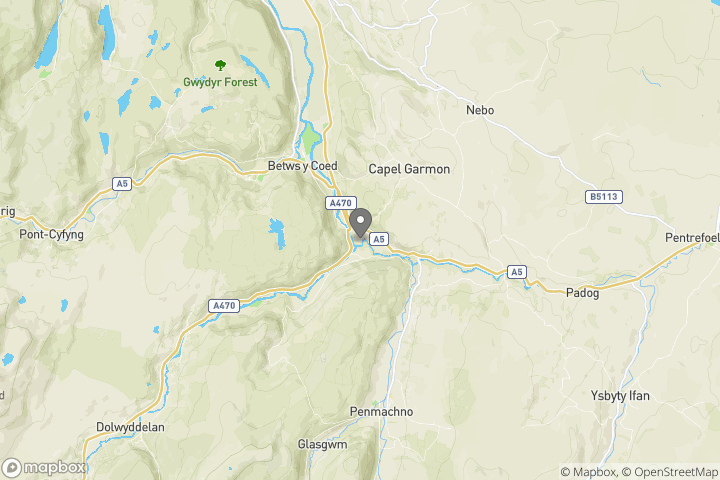 Gwydyr Forest
Nebo
Betws y Coed
Capel Garmon
A5
B5113
A470
rig
Pont-Cyfyng
A5
Pentrefoel
A5
Padog
A470
Ysbyty Ifan
Penmachno
Dolwyddelan
Glasgwm
d
mapbox
© Mapbox, © OpenStreetMap